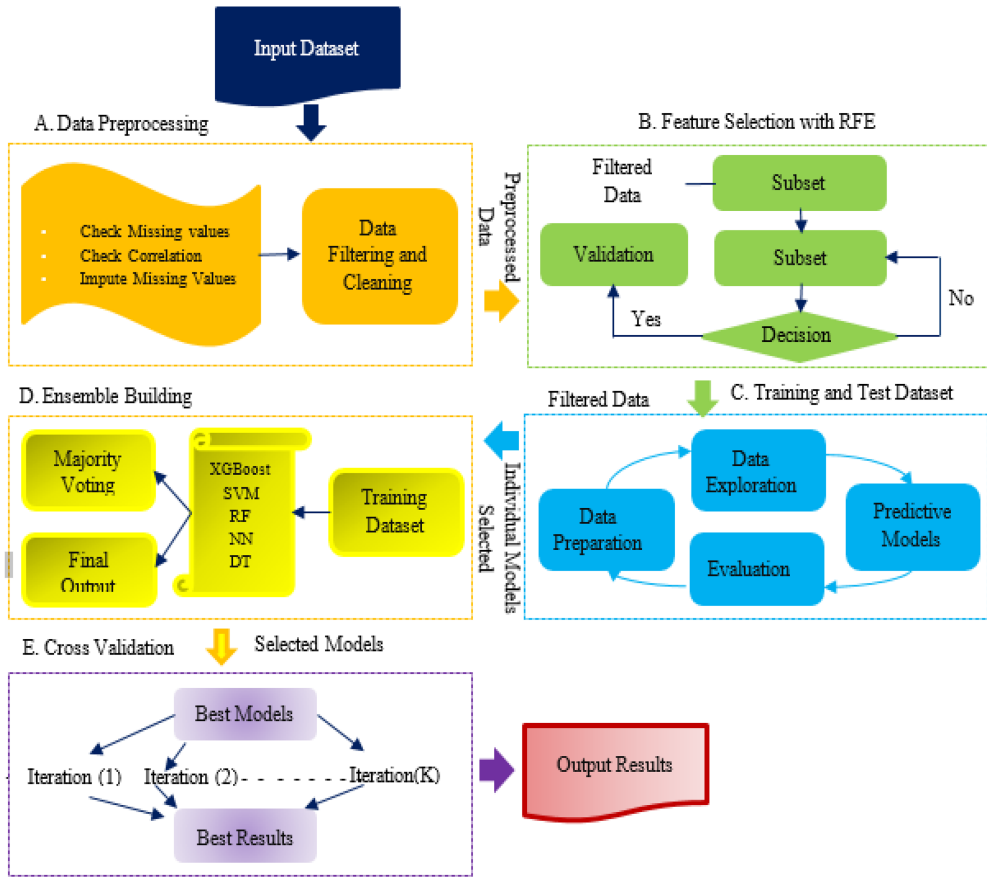 Input Dataset
A. Data Preprocessing
Check Missing values
Check Correlation
Impute Missing Values
Data
Filtering and
Cleaning
Preprocessed
Data
B. Feature Selection with RFE
Filtered
Data
Subset
Subset
Validation
Decision
Yes
No
Filtered Data
C. Training and Test Dataset
Data
Exploration
Predictive
Models
Evaluation
Data
Preparation
Individual Models
Selected
D. Ensemble Building
Training
Dataset
XGBoost
SVM
RF
NN
DT
Majority
Voting
Final
Output
E. Cross Validation
Selected Models
Best Models
Iteration (1)
Iteration (2)
Iteration(K)
Best Results
Output Results